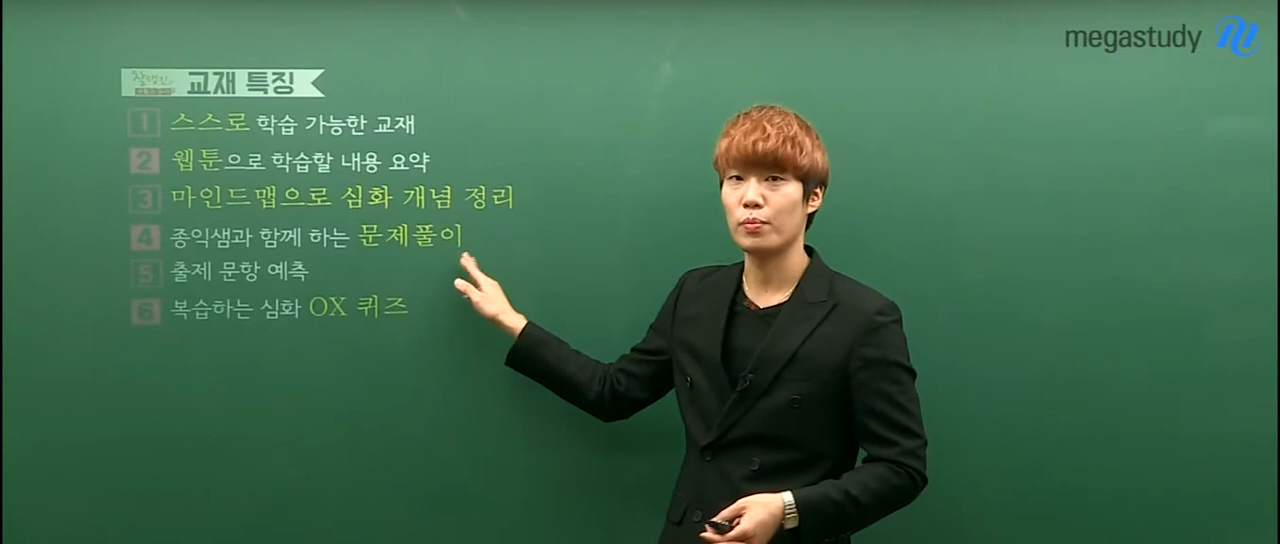 megastudy
교재 특징
1 스스로 학습 가능한 교재
2 웹툰으로 학습할 내용 요약
3 마인드맵으로 심화 개념 정리
4 종익쌤과 함께 하는 문제풀이
5 출제 문항 예측
6 복습하는 심화 OX 퀴즈